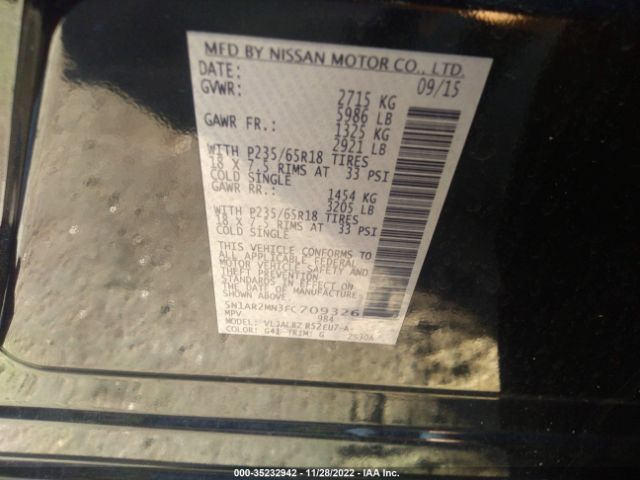 MFD BY NISSAN MOTOR CO., LTD.
DATE: 09/15
GVWR: 2715 KG
5986 LB
GAWR FR.: 1325 KG
2921 LB
WITH P235/65R18 TIRES
18 X 7.5 RIMS AT 33 PSI
COLD SINGLE
GAWR RR.: 1454 KG
3205 LB
WITH P235/65R18 TIRES
18 X 7.5 RIMS AT 33 PSI
COLD SINGLE
THIS VEHICLE CONFORMS TO
ALL APPLICABLE FEDERAL
MOTOR VEHICLE SAFETY AND
THEFT PREVENTION
STANDARDS IN EFFECT ON
THE DATE OF MANUFACTURE
SHOWN ABOVE.
5N1AR2MN3FC709326
MPV 984
MODEL: R52EU7-A-
COLOR: G41 TRIM: G 2530A
000-35232942 - 11/28/2022 - IAA Inc.